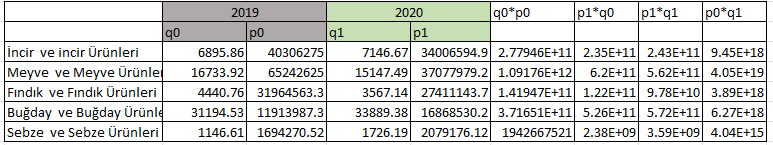 2019 2020 q0*p0 p1*q0 p1*q1 p0*q1
q0 p0 q1 p1
İncir ve incir Ürünleri 6895.86 40306275 7146.67 34006594.9 2.77946E+11 2.35E+11 2.43E+11 9.45E+18
Meyve ve Meyve Ürünler 16733.92 65242625 15147.49 37077979.2 1.09176E+12 6.2E+11 5.62E+11 4.05E+19
Fındık ve Fındık Ürünleri 4440.76 31964563.3 3567.14 27411143.7 1.41947E+11 1.22E+11 9.78E+10 3.89E+18
Buğday ve Buğday Ürünle 31194.53 11913987.3 33889.38 16868530.2 3.71651E+11 5.26E+11 5.72E+11 6.27E+18
Sebze ve Sebze Ürünleri 1146.61 1694270.52 1726.19 2079176.12 1942667521 2.38E+09 3.59E+09 4.04E+15